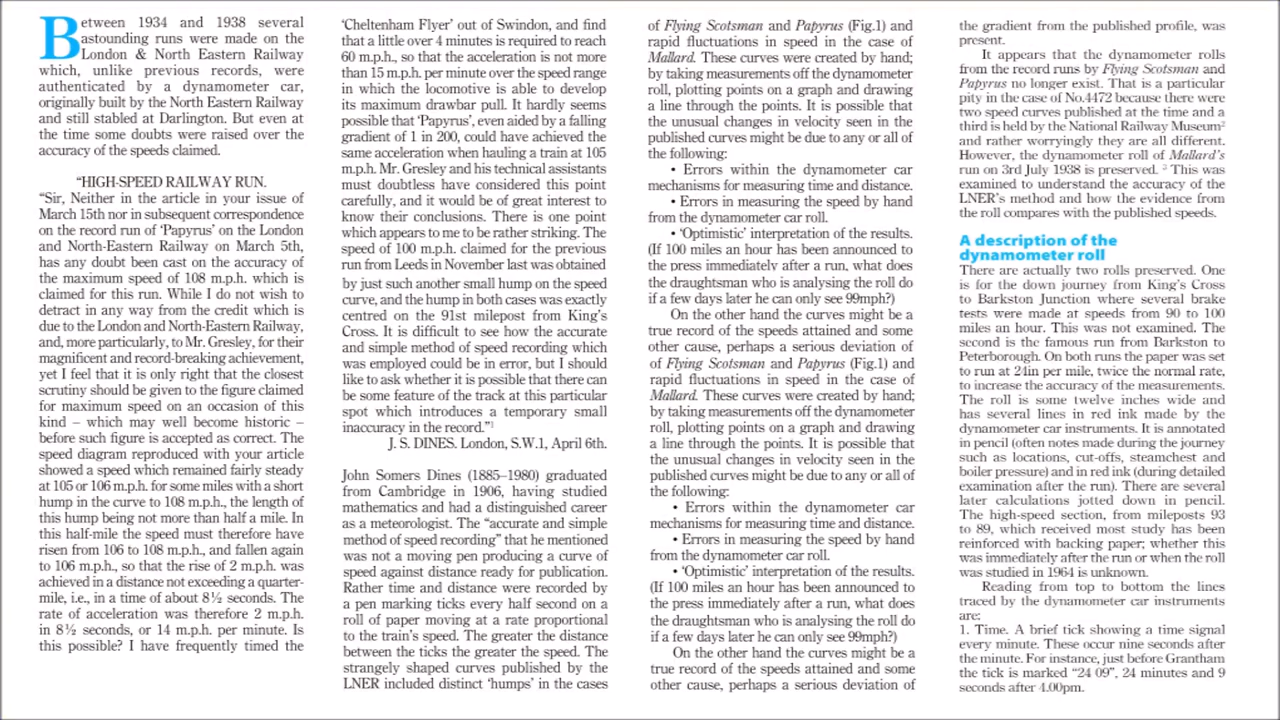 Between 1934 and 1938 several
astounding runs were made on the
London & North Eastern Railway
which, unlike previous records, were
authenticated by a dynamometer car,
originally built by the North Eastern Railway
and still stabled at Darlington. But even at
the time some doubts were raised over the
accuracy of the speeds claimed.
“HIGH-SPEED RAILWAY RUN.
“Sir, Neither in the article in your issue of
March 15th nor in subsequent correspondence
on the record run of ‘Papyrus’ on the London
and North-Eastern Railway on March 5th,
has any doubt been cast on the accuracy of
the maximum speed of 108 m.p.h. which is
claimed for this run. While I do not wish to
detract in any way from the credit which is
due to the London and North-Eastern Railway,
and, more particularly, to Mr. Gresley, for their
magnificent and record-breaking achievement,
yet I feel that it is only right that the closest
scrutiny should be given to the figure claimed
for maximum speed on an occasion of this
kind – which may well become historic –
before such figure is accepted as correct. The
speed diagram reproduced with your article
showed a speed which remained fairly steady
at 105 or 106 m.p.h. for some miles with a short
hump in the curve to 108 m.p.h., the length of
this hump being not more than half a mile. In
this half-mile the speed must therefore have
risen from 106 to 108 m.p.h., and fallen again
to 106 m.p.h., so that the rise of 2 m.p.h. was
achieved in a distance not exceeding a quarter-
mile, i.e., in a time of about 8½ seconds. The
rate of acceleration was therefore 2 m.p.h.
in 8½ seconds, or 14 m.p.h. per minute. Is
this possible? I have frequently timed the
‘Cheltenham Flyer’ out of Swindon, and find
that a little over 4 minutes is required to reach
60 m.p.h., so that the acceleration is not more
than 15 m.p.h. per minute over the speed range
in which the locomotive is able to develop
its maximum drawbar pull. It hardly seems
possible that ‘Papyrus’, even aided by a falling
gradient of 1 in 200, could have achieved the
same acceleration when hauling a train at 105
m.p.h. Mr. Gresley and his technical assistants
must doubtless have considered this point
carefully, and it would be of great interest to
know their conclusions. There is one point
which appears to me to be rather striking. The
speed of 100 m.p.h. claimed for the previous
run from Leeds in November last was obtained
by just such another small hump on the speed
curve, and the hump in both cases was exactly
centred on the 91st milepost from King’s
Cross. It is difficult to see how the accurate
and simple method of speed recording which
was employed could be in error, but I should
like to ask whether it is possible that there can
be some feature of the track at this particular
spot which introduces a temporary small
inaccuracy in the record.”¹
J. S. DINES. London, S.W.1, April 6th.
John Somers Dines (1885–1980) graduated
from Cambridge in 1906, having studied
mathematics and had a distinguished career
as a meteorologist. The “accurate and simple
method of speed recording” that he mentioned
was not a moving pen producing a curve of
speed against distance ready for publication.
Rather time and distance were recorded by
a pen marking ticks every half second on a
roll of paper moving at a rate proportional
to the train’s speed. The greater the distance
between the ticks the greater the speed. The
strangely shaped curves published by the
LNER included distinct ‘humps’ in the cases
of Flying Scotsman and Papyrus (Fig.1) and
rapid fluctuations in speed in the case of
Mallard. These curves were created by hand;
by taking measurements off the dynamometer
roll, plotting points on a graph and drawing
a line through the points. It is possible that
the unusual changes in velocity seen in the
published curves might be due to any or all of
the following:
• Errors within the dynamometer car
mechanisms for measuring time and distance.
• Errors in measuring the speed by hand
from the dynamometer car roll.
• ‘Optimistic’ interpretation of the results.
(If 100 miles an hour has been announced to
the press immediately after a run, what does
the draughtsman who is analysing the roll do
if a few days later he can only see 99mph?)
On the other hand the curves might be a
true record of the speeds attained and some
other cause, perhaps a serious deviation of
of Flying Scotsman and Papyrus (Fig.1) and
rapid fluctuations in speed in the case of
Mallard. These curves were created by hand;
by taking measurements off the dynamometer
roll, plotting points on a graph and drawing
a line through the points. It is possible that
the unusual changes in velocity seen in the
published curves might be due to any or all of
the following:
• Errors within the dynamometer car
mechanisms for measuring time and distance.
• Errors in measuring the speed by hand
from the dynamometer car roll.
• ‘Optimistic’ interpretation of the results.
(If 100 miles an hour has been announced to
the press immediately after a run, what does
the draughtsman who is analysing the roll do
if a few days later he can only see 99mph?)
On the other hand the curves might be a
true record of the speeds attained and some
other cause, perhaps a serious deviation of
the gradient from the published profile, was
present.
It appears that the dynamometer rolls
from the record runs by Flying Scotsman and
Papyrus no longer exist. That is a particular
pity in the case of No.4472 because there were
two speed curves published at the time and a
third is held by the National Railway Museum²
and rather worryingly they are all different.
However, the dynamometer roll of Mallard’s
run on 3rd July 1938 is preserved. ² This was
examined to understand the accuracy of the
LNER’s method and how the evidence from
the roll compares with the published speeds.
A description of the
dynamometer roll
There are actually two rolls preserved. One
is for the down journey from King’s Cross
to Barkston Junction where several brake
tests were made at speeds from 90 to 100
miles an hour. This was not examined. The
second is the famous run from Barkston to
Peterborough. On both runs the paper was set
to run at 24in per mile, twice the normal rate,
to increase the accuracy of the measurements.
The roll is some twelve inches wide and
has several lines in red ink made by the
dynamometer car instruments. It is annotated
in pencil (often notes made during the journey
such as locations, cut-offs, steamchest and
boiler pressure) and in red ink (during detailed
examination after the run). There are several
later calculations jotted down in pencil.
The high-speed section, from mileposts 93
to 89, which received most study has been
reinforced with backing paper; whether this
was immediately after the run or when the roll
was studied in 1964 is unknown.
Reading from top to bottom the lines
traced by the dynamometer car instruments
are:
1. Time. A brief tick showing a time signal
every minute. These occur nine seconds after
the minute. For instance, just before Grantham
the tick is marked “24 09”, 24 minutes and 9
seconds after 4.00pm.